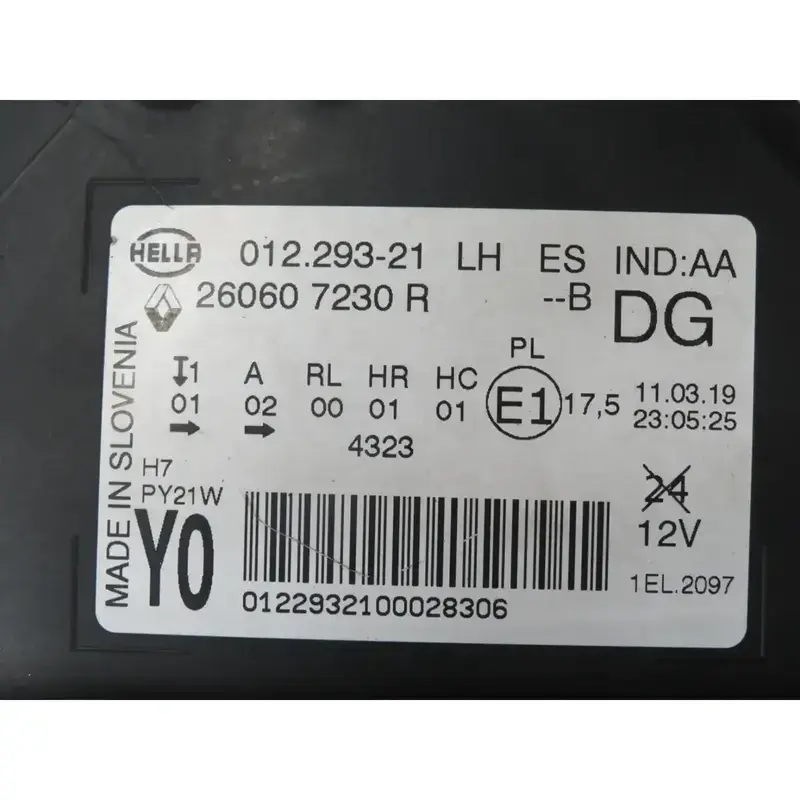 HELLA 012.293-21 LH ES IND:AA
26060 7230 R --B DG
MADE IN SLOVENIA
1 A RL HR HC PL
01 02 00 01 01 E1 17,5 11.03.19
4323 23:05:25
H7
PY21W 24
Y0 12V
1EL.2097
0122932100028306